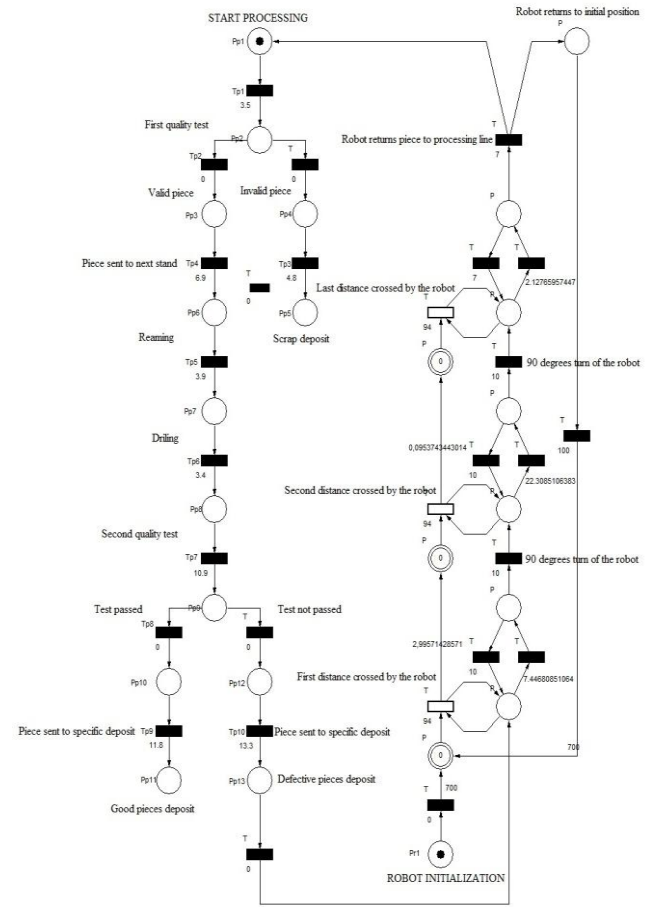 Robot returns to initial position
START PROCESSING
P
Pp1
Tp1
3.5
T
Robot returns piece to processing line
7
First quality test
Pp2
Tp2
T
0
0
Valid piece
Invalid piece
P
Pp3
Pp4
Piece sent to next stand
Tp4
6.9
Tp3
4.8
T
0
T
T
7
2.12765957447
Last distance crossed by the robot
P
T
94
Pp6
Pp5
Scrap deposit
Reaming
P
0
T
10
90 degrees turn of the robot
Tp5
3.9
P
Pp7
T
100
Driling
0,0953743443014
T
T
10
22.3085106383
Tp6
3.4
Second distance crossed by the robot
P
94
Pp8
Second quality test
P
0
T
10
90 degrees turn of the robot
Tp7
10.9
P
Pp9
Test passed
Test not passed
Tp8
0
T
0
2,99571428571
T
T
10
7.44680851064
First distance crossed by the robot
P
T
94
Pp10
Pp12
Piece sent to specific deposit
Tp9
11.8
Tp10
13.3
Piece sent to specific deposit
P
0
700
Pp11
Pp13
Defective pieces deposit
T
700
0
Good pieces deposit
T
0
Pr1
ROBOT INITIALIZATION